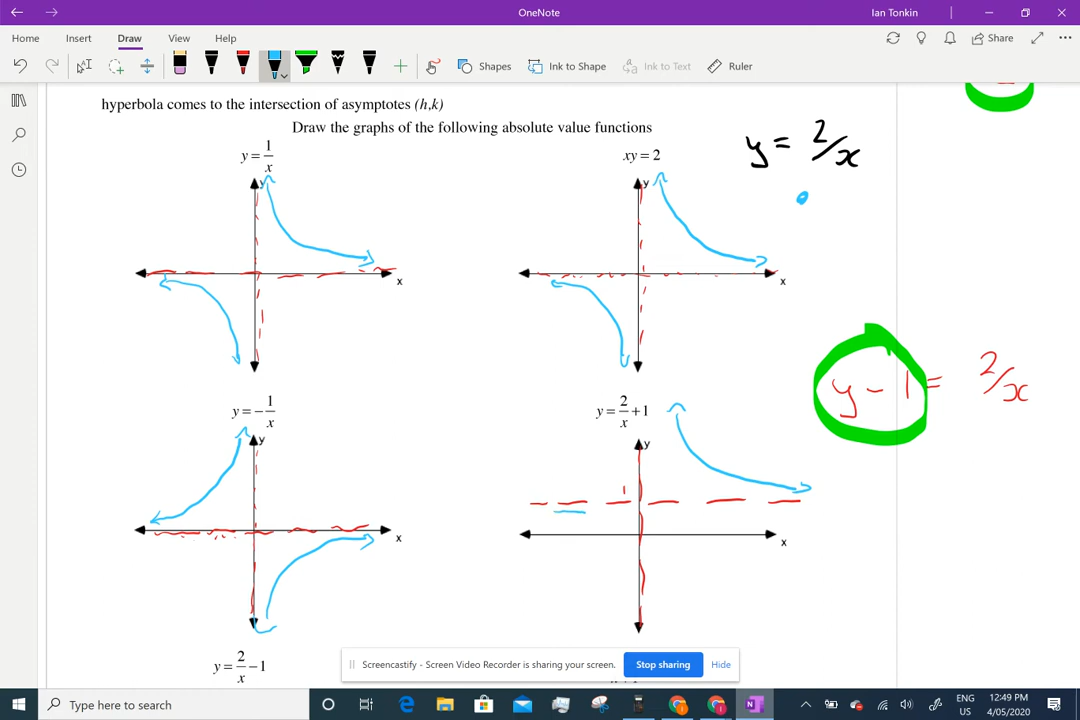 OneNote
Ian Tonkin
Home Insert Draw View Help
Share
Shapes
Ink to Shape
Ink to Text
Ruler
hyperbola comes to the intersection of asymptotes (h,k)
Draw the graphs of the following absolute value functions
y = 1/x
xy = 2
y = 2/x
y
x
y
x
y - 1 = 2/x
y = -1/x
y = 2/x + 1
y
x
y
1
x
y = 2/x - 1
Screencastify - Screen Video Recorder is sharing your screen.
Stop sharing
Hide
Type here to search
ENG
US
12:49 PM
4/05/2020